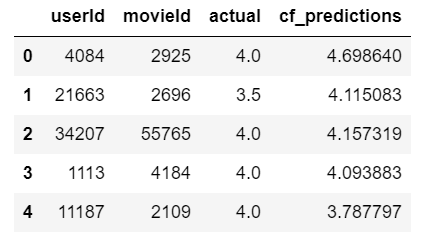 userId movieId actual cf_predictions
0 4084 2925 4.0 4.698640
1 21663 2696 3.5 4.115083
2 34207 55765 4.0 4.157319
3 1113 4184 4.0 4.093883
4 11187 2109 4.0 3.787797